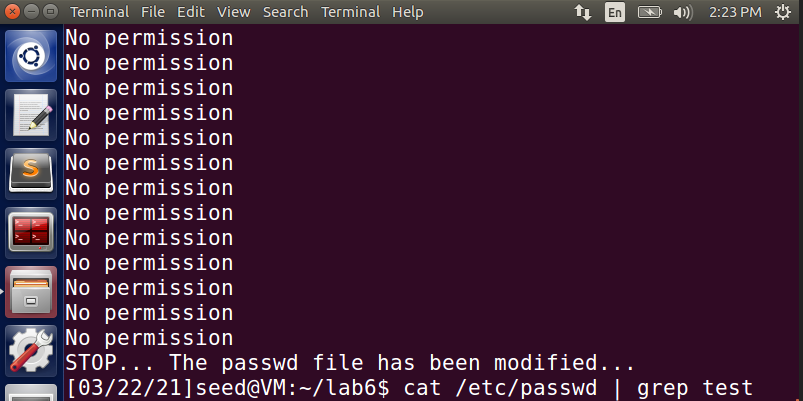 Terminal File Edit View Search Terminal Help En 2:23 PM
No permission
No permission
No permission
No permission
No permission
No permission
No permission
No permission
No permission
No permission
No permission
No permission
No permission
STOP... The passwd file has been modified...
[03/22/21]seed@VM:~/lab6$ cat /etc/passwd | grep test